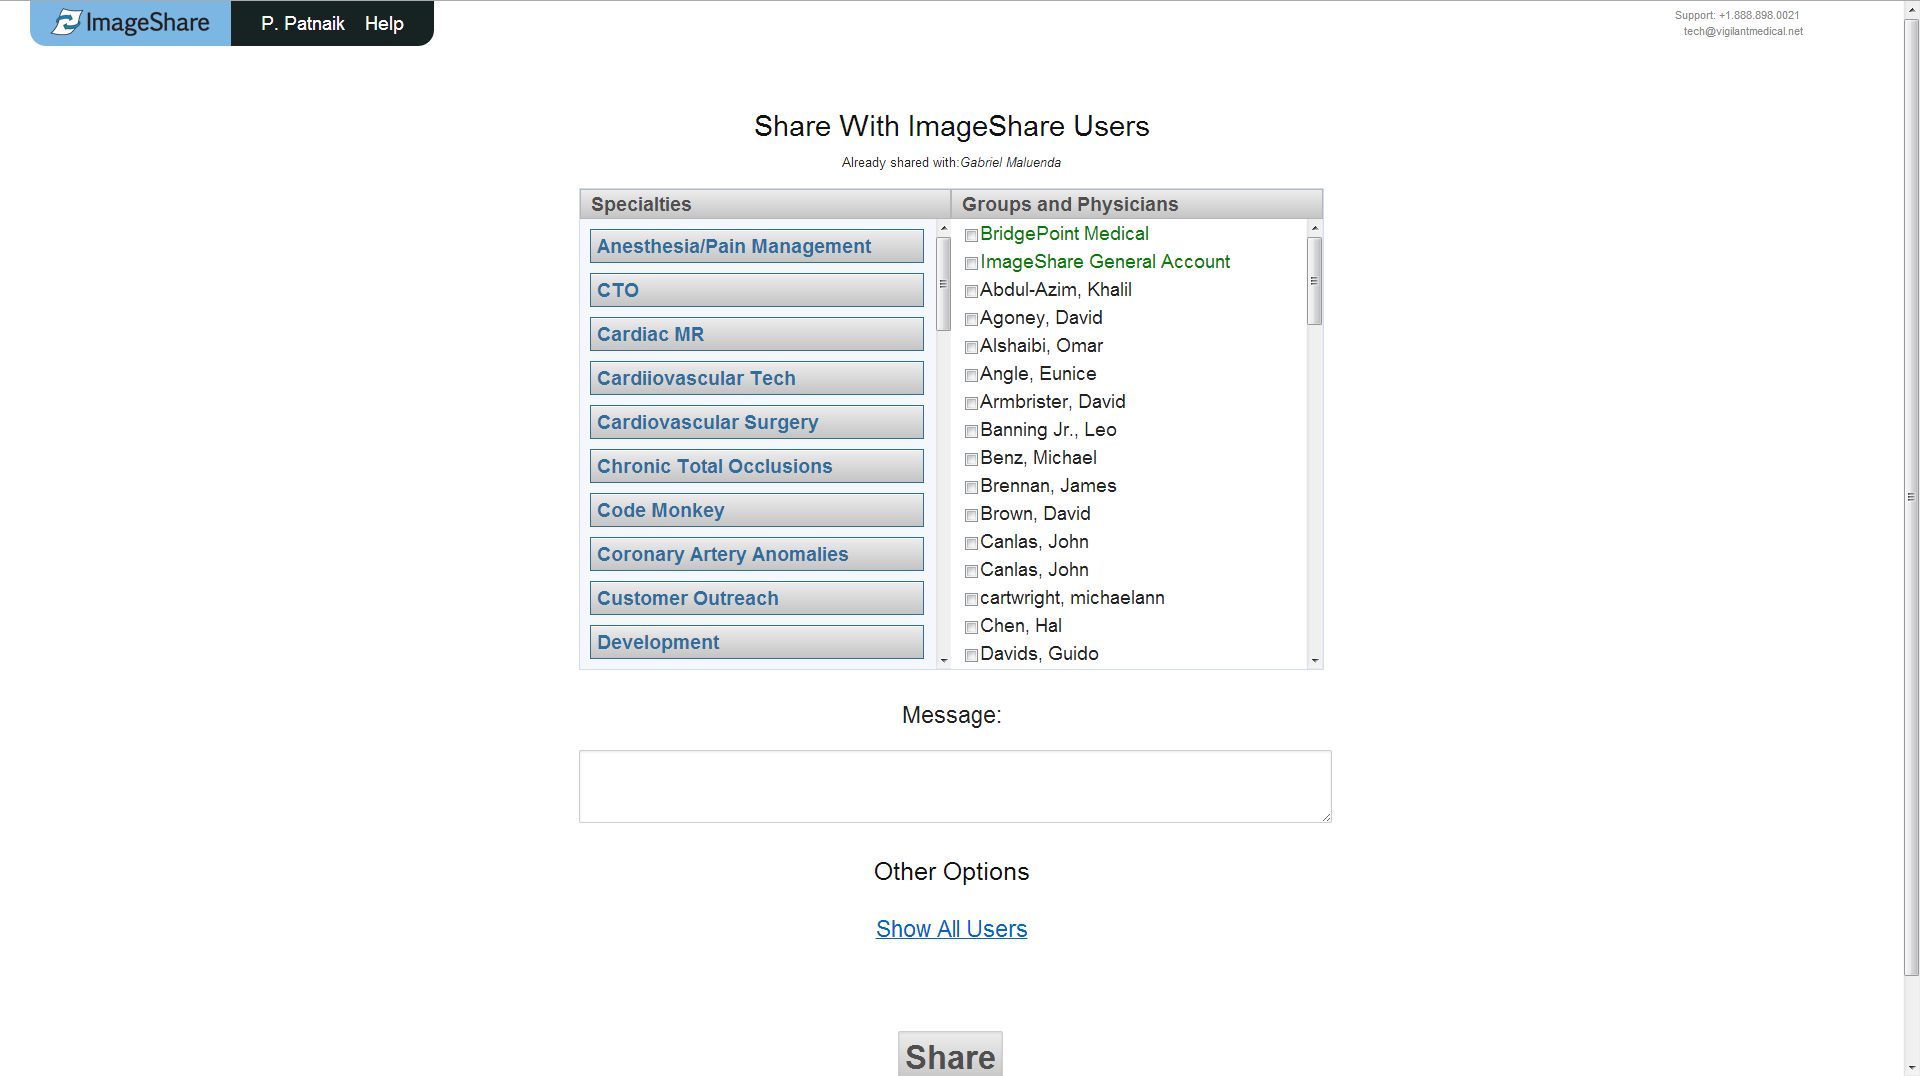 ImageShare
P. Patnaik
Help
Support: +1.888.898.0021
tech@vigilantmedical.net
Share With ImageShare Users
Already shared with:Gabriel Maluenda
Specialties
Groups and Physicians
Anesthesia/Pain Management
CTO
Cardiac MR
Cardiiovascular Tech
Cardiovascular Surgery
Chronic Total Occlusions
Code Monkey
Coronary Artery Anomalies
Customer Outreach
Development
BridgePoint Medical
ImageShare General Account
Abdul-Azim, Khalil
Agoney, David
Alshaibi, Omar
Angle, Eunice
Armbrister, David
Banning Jr., Leo
Benz, Michael
Brennan, James
Brown, David
Canlas, John
Canlas, John
cartwright, michaelann
Chen, Hal
Davids, Guido
Message:
Other Options
Show All Users
Share